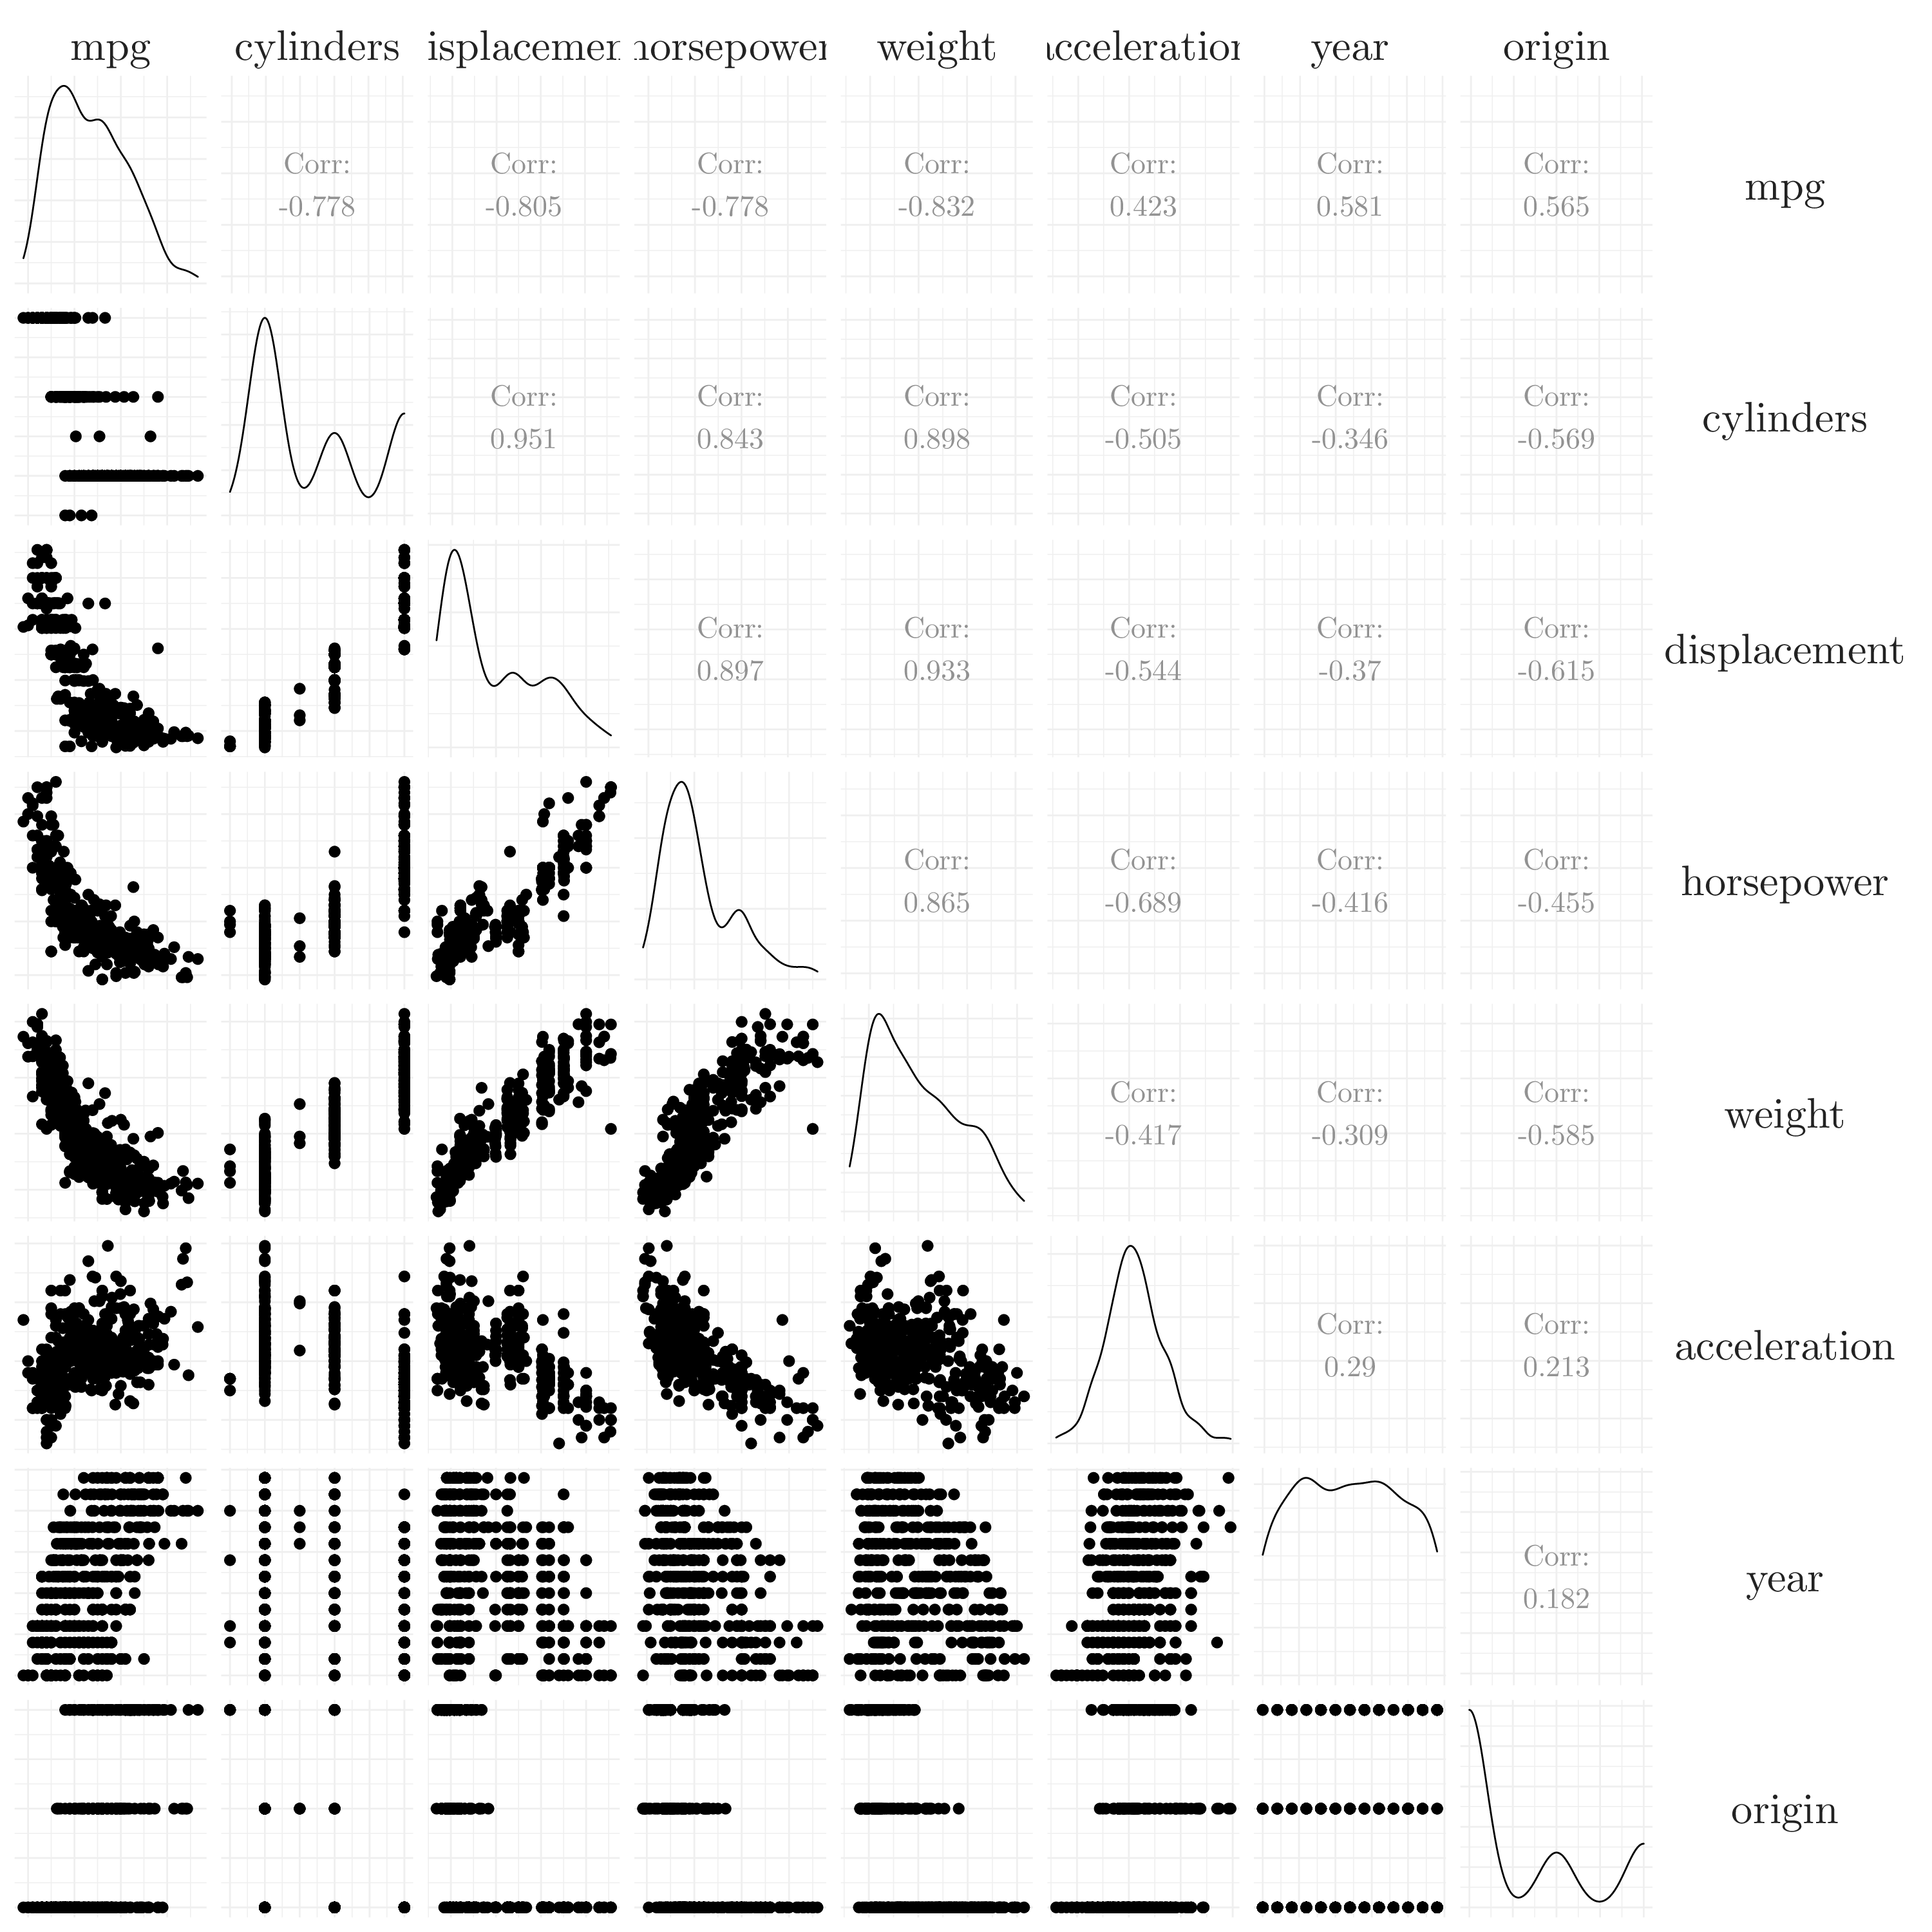 mpg cylinders isplacemen horsepower weight acceleration year origin
Corr: Corr: Corr: Corr: Corr: Corr: Corr:
-0.778 -0.805 -0.778 -0.832 0.423 0.581 0.565
mpg
Corr: Corr: Corr: Corr: Corr: Corr:
0.951 0.843 0.898 -0.505 -0.346 -0.569
cylinders
Corr: Corr: Corr: Corr: Corr:
0.897 0.933 -0.544 -0.37 -0.615
displacement
Corr: Corr: Corr: Corr:
0.865 -0.689 -0.416 -0.455
horsepower
Corr: Corr: Corr:
-0.417 -0.309 -0.585
weight
Corr: Corr:
0.29 0.213
acceleration
Corr:
0.182
year
origin